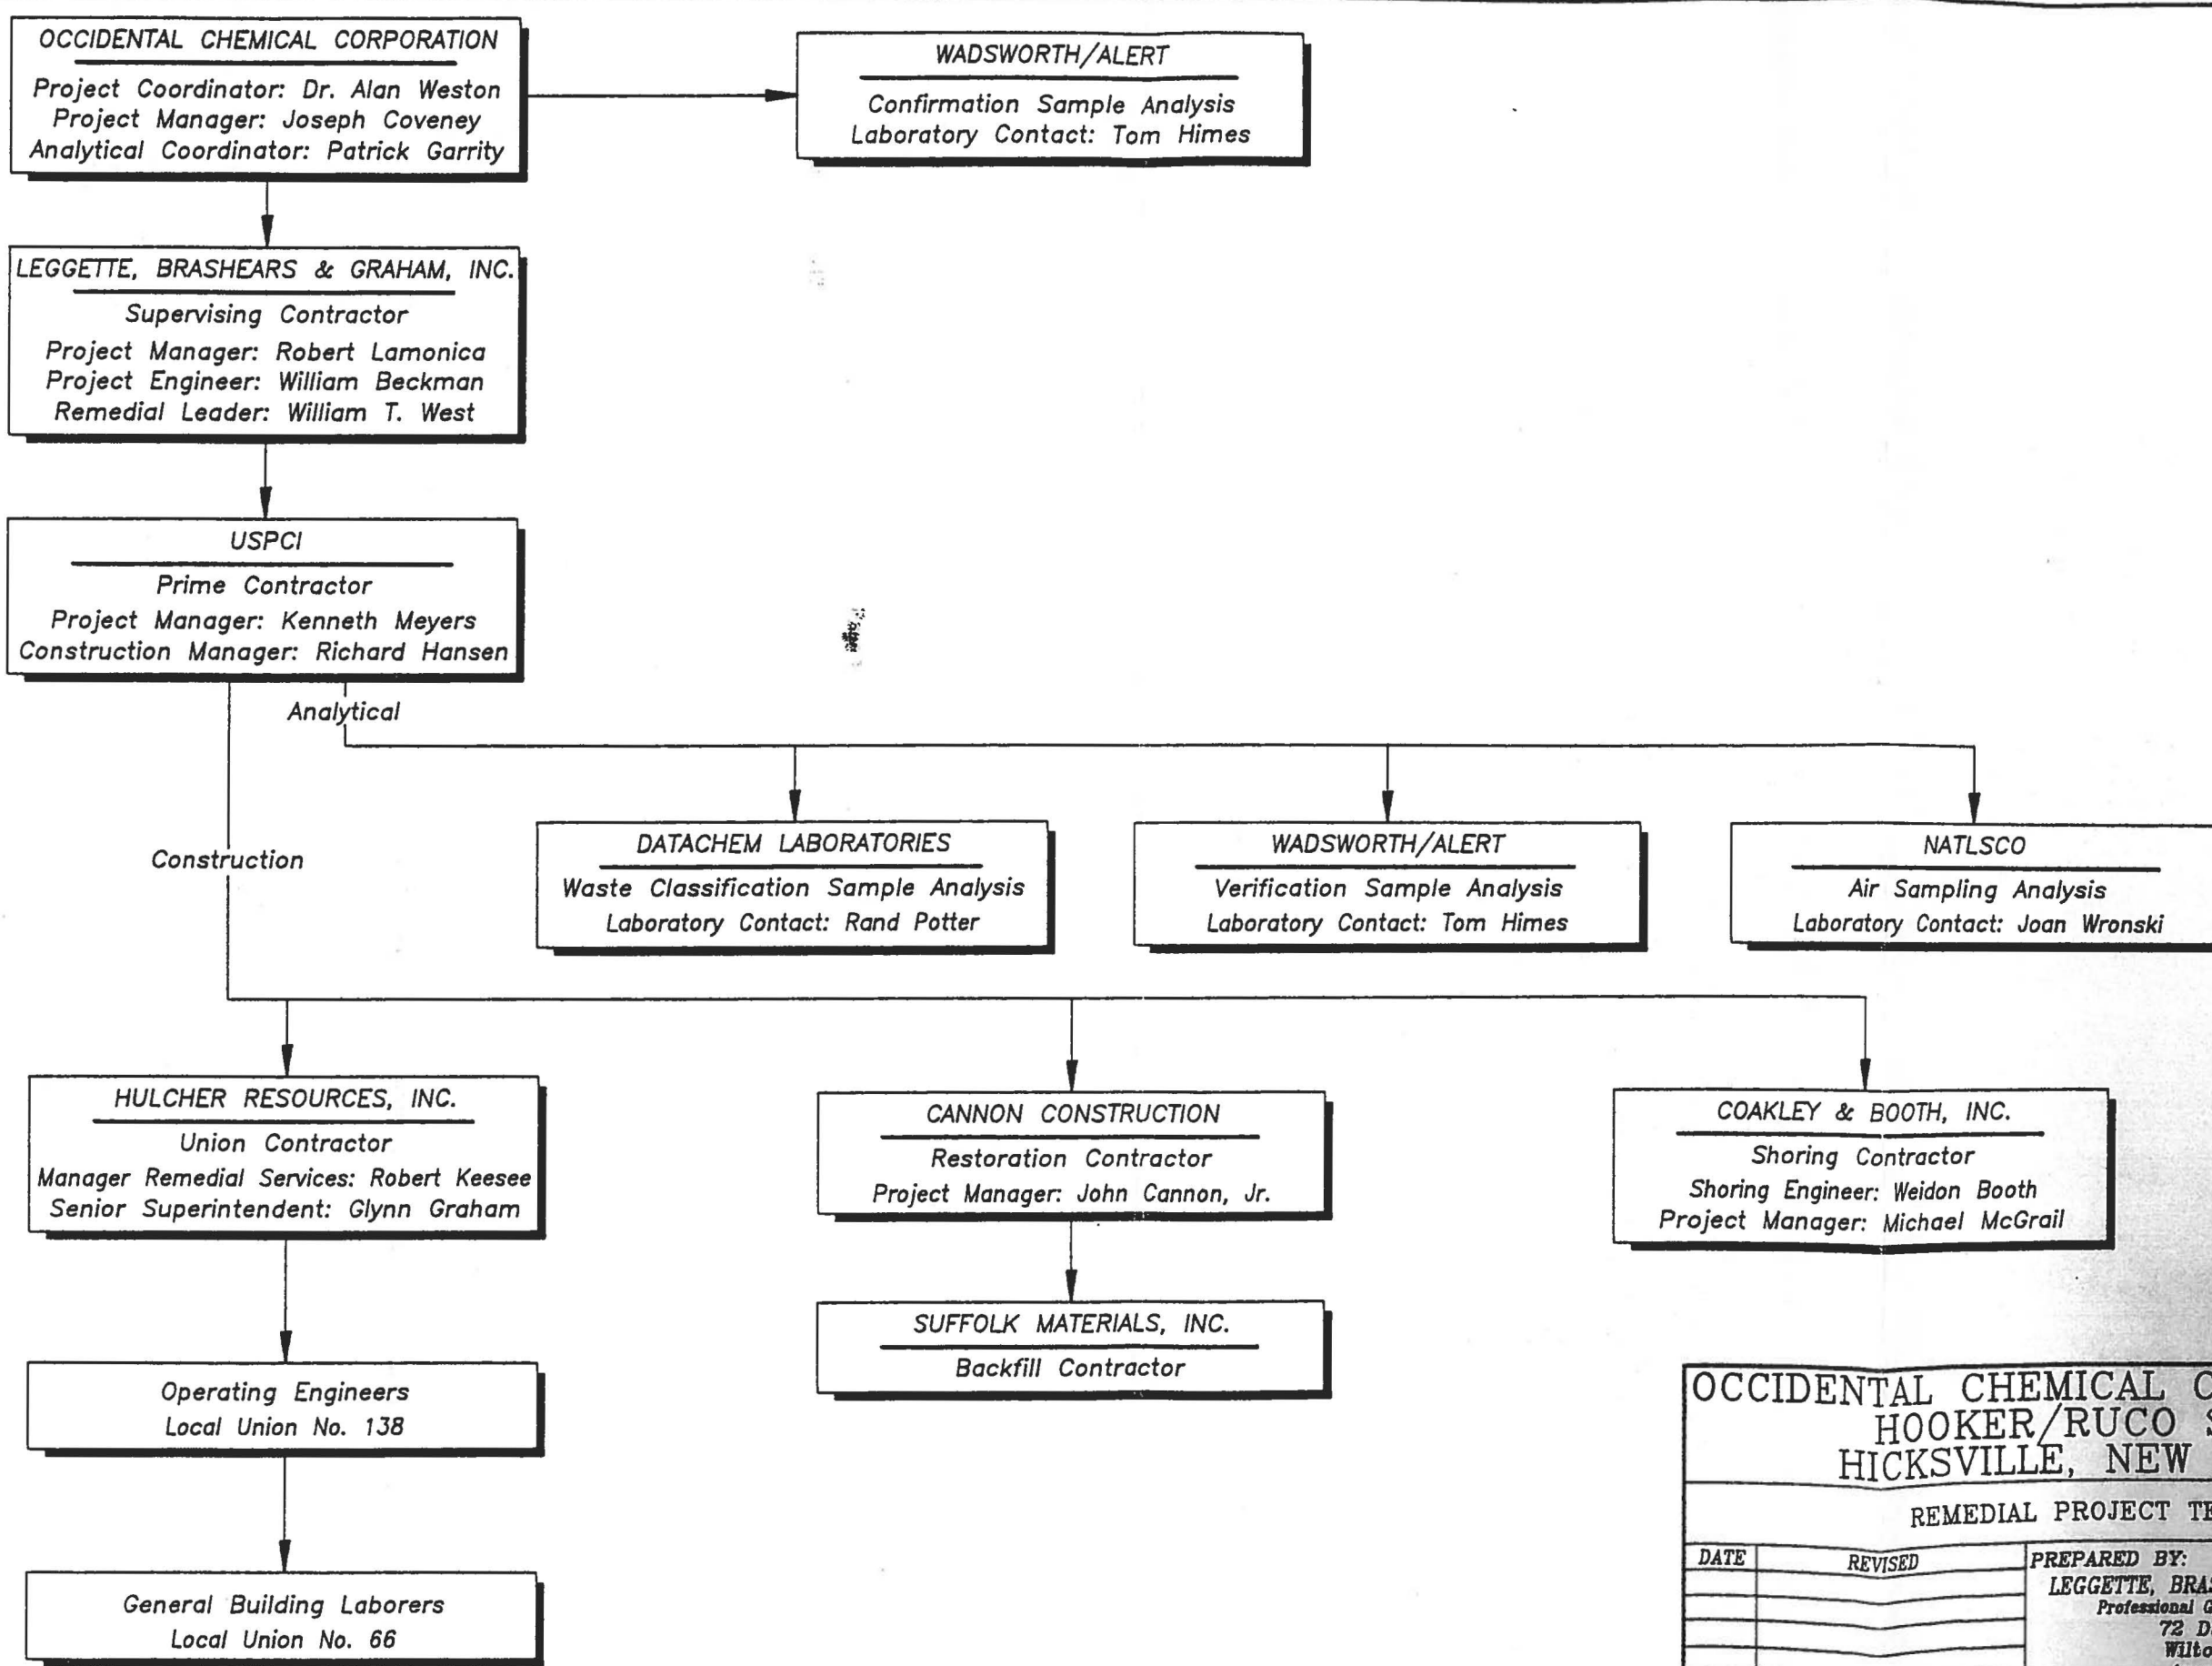 OCCIDENTAL CHEMICAL CORPORATION
Project Coordinator: Dr. Alan Weston
Project Manager: Joseph Coveney
Analytical Coordinator: Patrick Garrity
WADSWORTH/ALERT
Confirmation Sample Analysis
Laboratory Contact: Tom Himes
LEGGETTE, BRASHEARS & GRAHAM, INC.
Supervising Contractor
Project Manager: Robert Lamonica
Project Engineer: William Beckman
Remedial Leader: William T. West
USPCI
Prime Contractor
Project Manager: Kenneth Meyers
Construction Manager: Richard Hansen
Analytical
Construction
DATACHEM LABORATORIES
Waste Classification Sample Analysis
Laboratory Contact: Rand Potter
WADSWORTH/ALERT
Verification Sample Analysis
Laboratory Contact: Tom Himes
NATLSCO
Air Sampling Analysis
Laboratory Contact: Joan Wronski
HULCHER RESOURCES, INC.
Union Contractor
Manager Remedial Services: Robert Keesee
Senior Superintendent: Glynn Graham
CANNON CONSTRUCTION
Restoration Contractor
Project Manager: John Cannon, Jr.
COAKLEY & BOOTH, INC.
Shoring Contractor
Shoring Engineer: Weidon Booth
Project Manager: Michael McGrail
SUFFOLK MATERIALS, INC.
Backfill Contractor
Operating Engineers
Local Union No. 138
General Building Laborers
Local Union No. 66
OCCIDENTAL CHEMICAL
HOOKER/RUCO
HICKSVILLE, NEW
REMEDIAL PROJECT
DATE REVISED
PREPARED BY:
LEGGETTE,
Professional
72